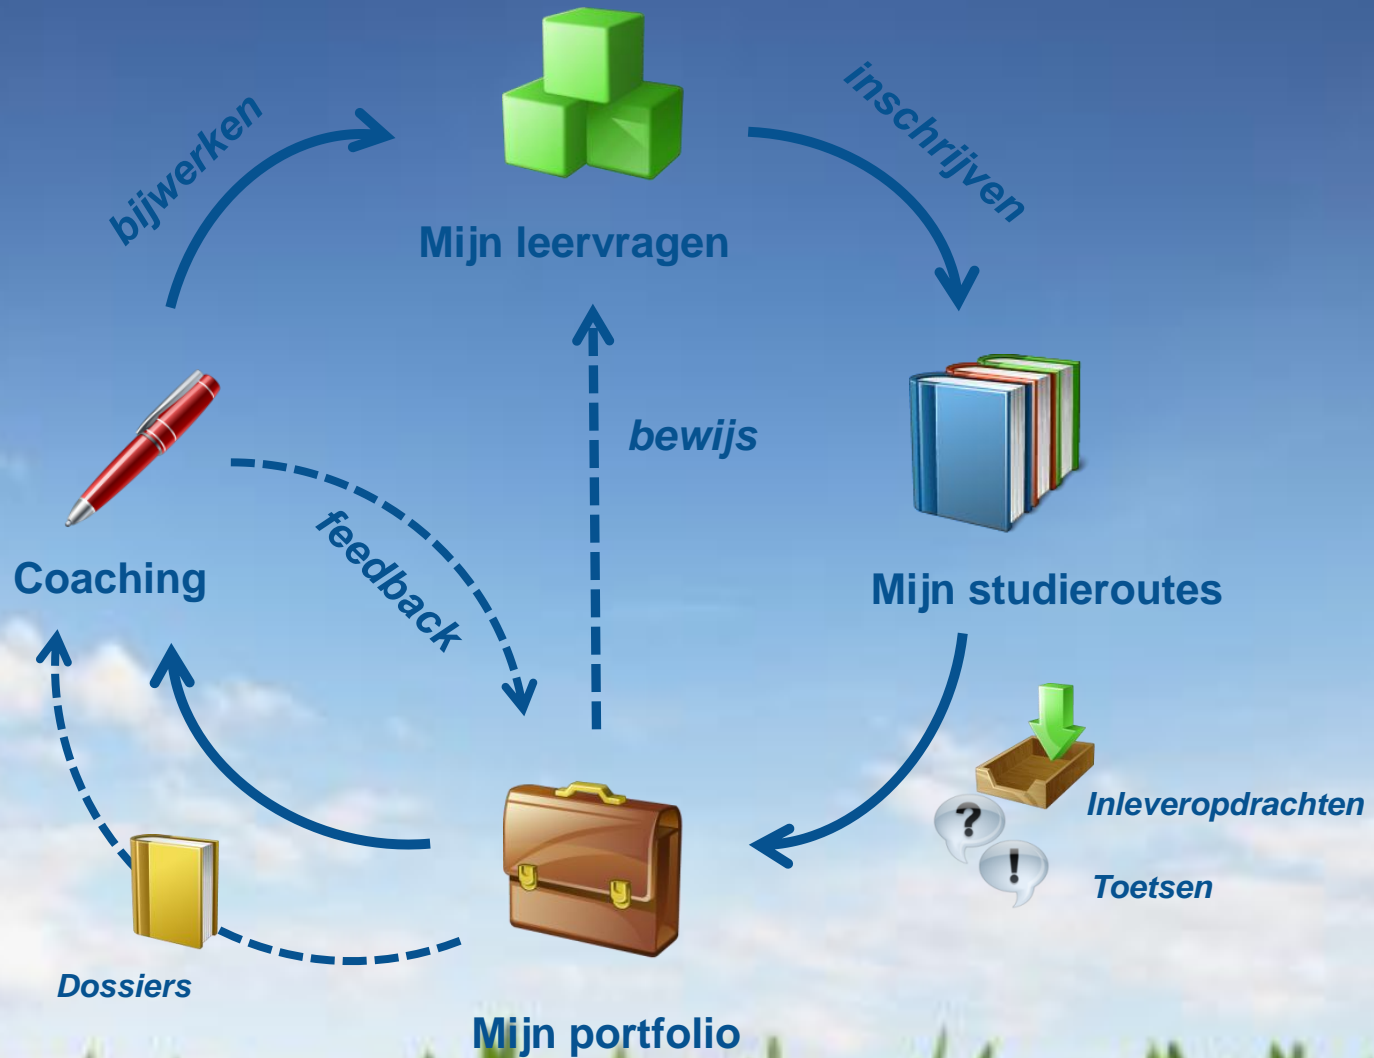 bijwerken
inschrijven
Mijn leervragen
bewijs
feedback
Coaching
Mijn studieroutes
Inleveropdrachten
?
!
Toetsen
Dossiers
Mijn portfolio